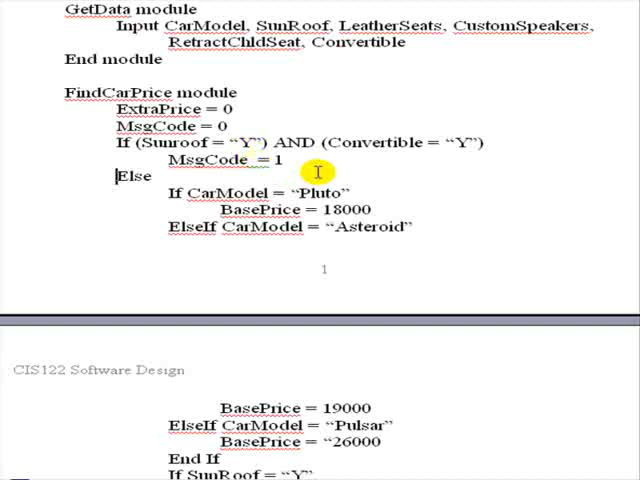 GetData module
Input CarModel, SunRoof, LeatherSeats, CustomSpeakers,
RetractChldSeat, Convertible
End module
FindCarPrice module
ExtraPrice = 0
MsgCode = 0
If (Sunroof = “Y”) AND (Convertible = “Y”)
MsgCode = 1
Else
If CarModel = “Pluto”
BasePrice = 18000
ElseIf CarModel = “Asteroid”
1
CIS122 Software Design
BasePrice = 19000
ElseIf CarModel = “Pulsar”
BasePrice = “26000
End If
If SunRoof = “Y”